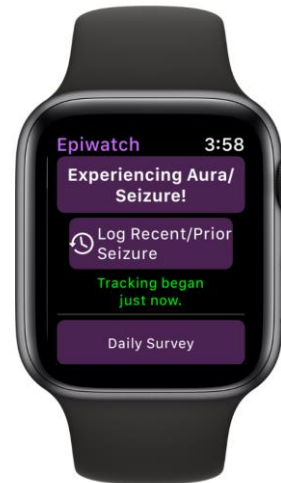 Epiwatch 3:58
Experiencing Aura/
Seizure!
Log Recent/Prior
Seizure
Tracking began
just now.
Daily Survey